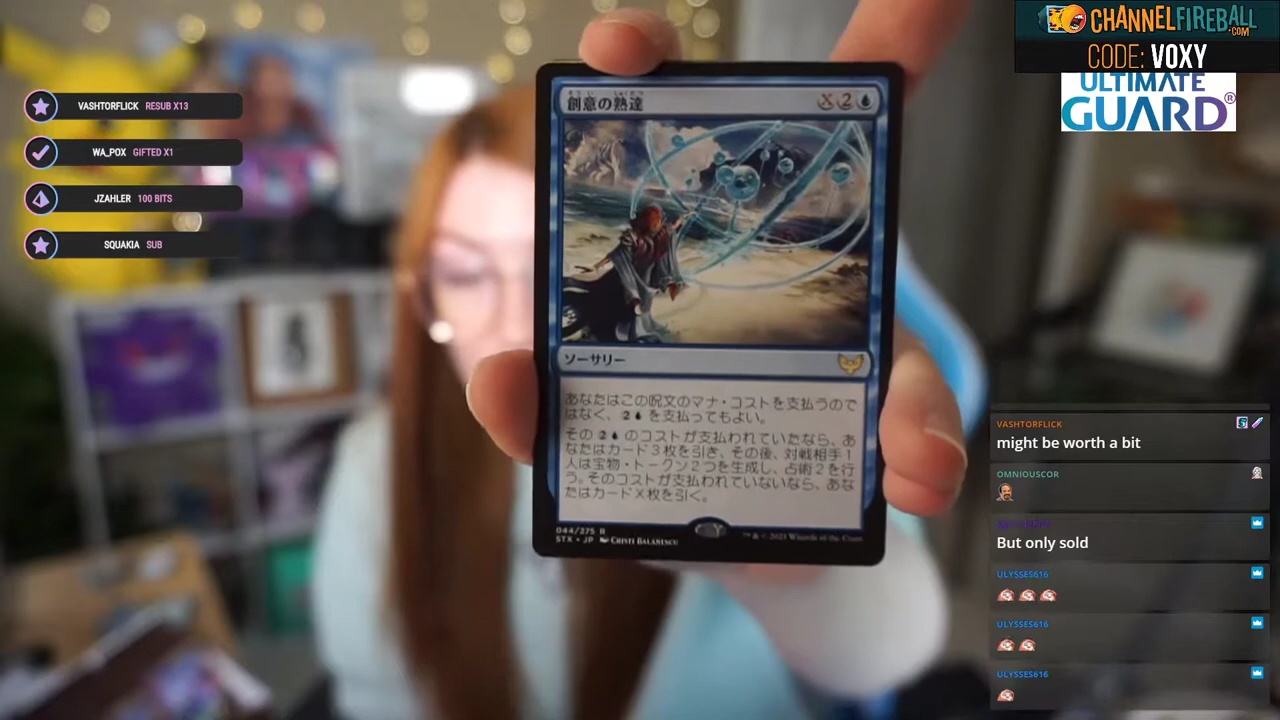 CHANNELFIREBALL
.COM
CODE: VOXY
ULTIMATE
GUARD®
VASHTORFLICK RESUB X13
WA_POX GIFTED X1
JZAHLER 100 BITS
SQUAKIA SUB
創意の熟達
X2
ソーサリー
あなたはこの呪文のマナ・コストを支払うので
はなく、2を支払ってもよい。
その2のコストが支払われていたなら、あ
なたはカード3枚を引き、その後、対戦相手1
人は宝物・トークン2つを生成し、占術2を行
う。そのコストが支払われていないなら、あな
たはカードX枚を引く。
044/275 R
STX • JP CRISTI BALANESCU
™ & © 2021 Wizards of the Coast
VASHTORFLICK
might be worth a bit
OMNIOUSCOR
But only sold
ULYSSES616
ULYSSES616
ULYSSES616